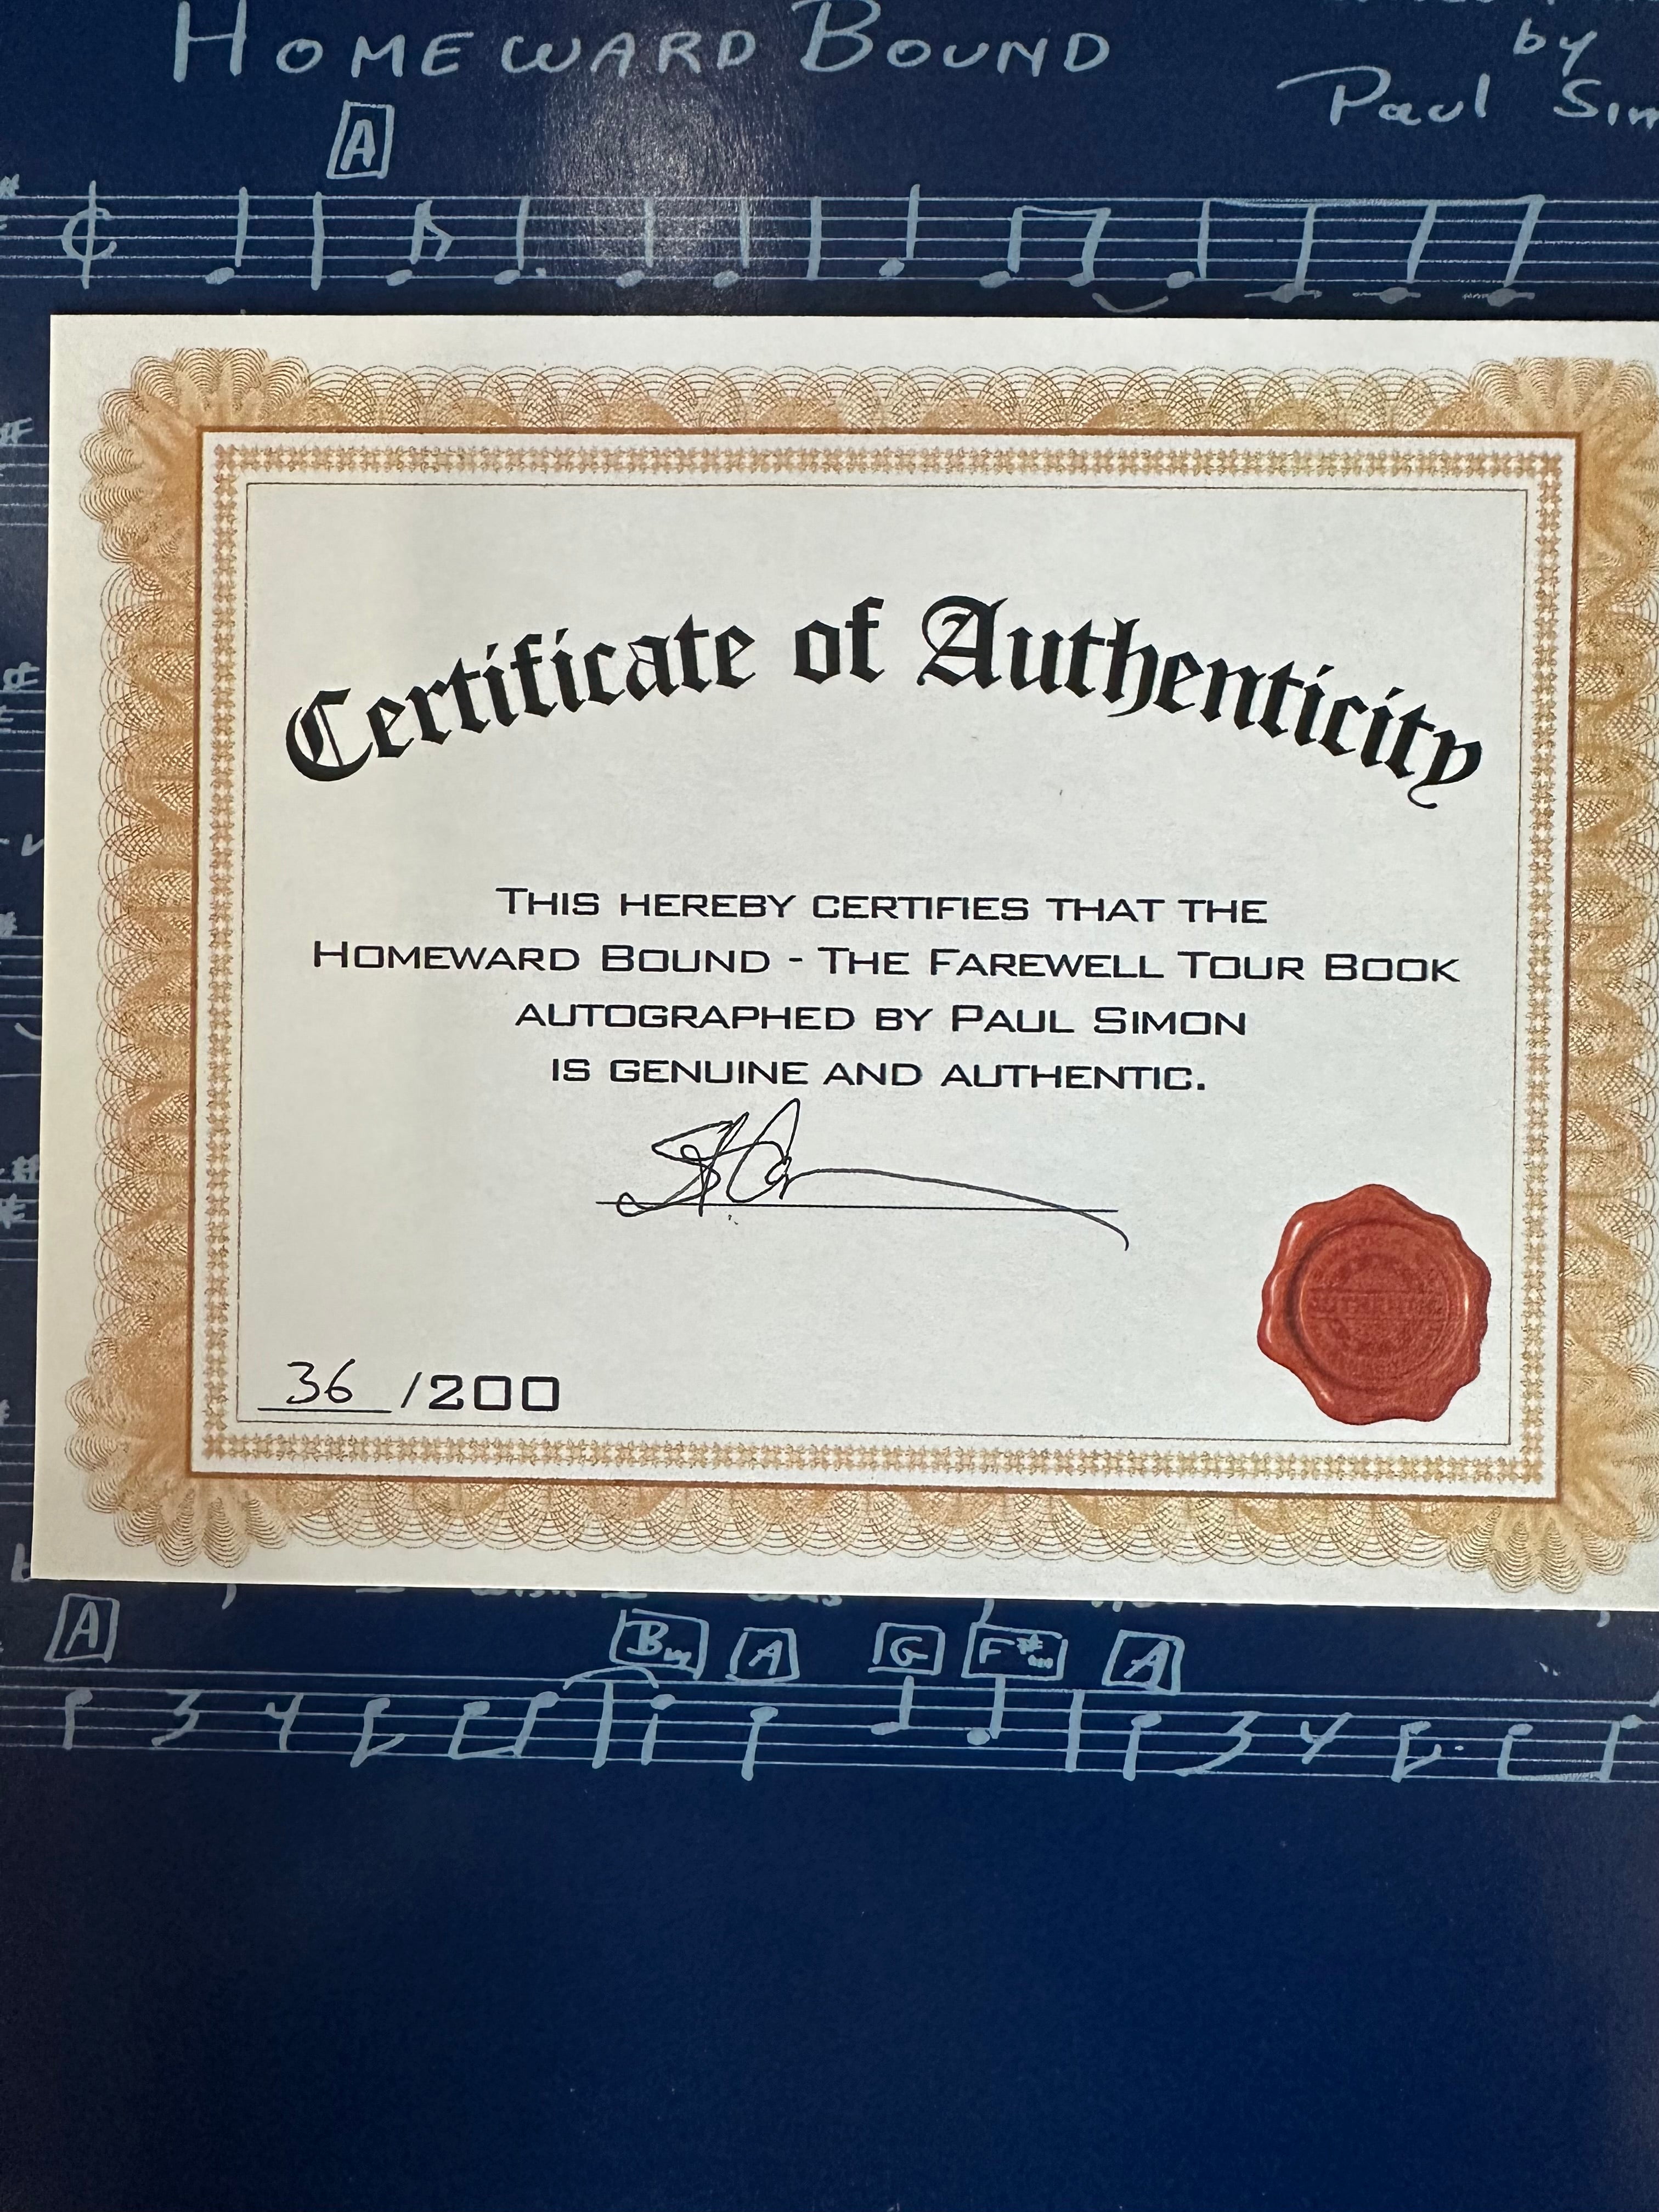 HOMEWARD BOUND
by
Paul
A
Certificate of Authenticity
THIS HEREBY CERTIFIES THAT THE
HOMEWARD BOUND - THE FAREWELL TOUR BOOK
AUTOGRAPHED BY PAUL SIMON
IS GENUINE AND AUTHENTIC.
36 /200
A Bm A G F#m A